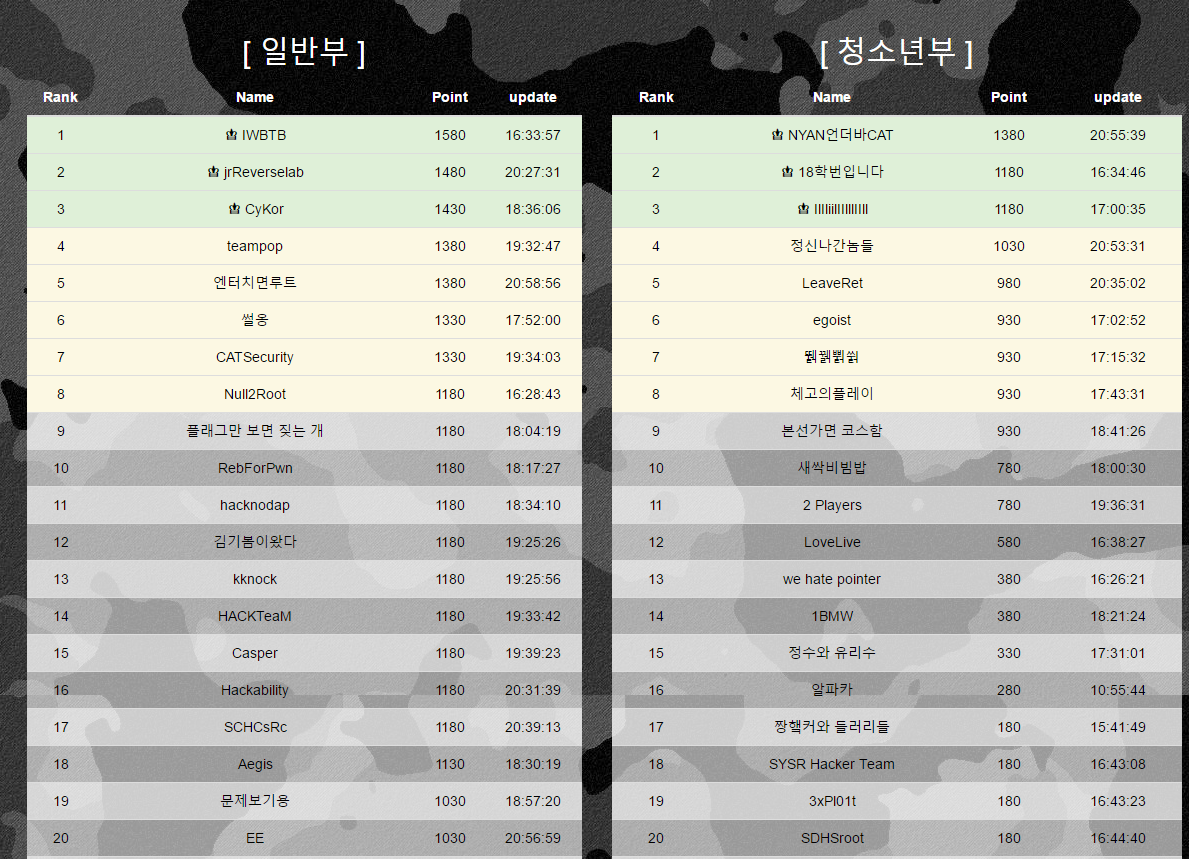 [ 일반부 ]
Rank Name Point update
1 IWBTB 1580 16:33:57
2 jrReverselab 1480 20:27:31
3 CyKor 1430 18:36:06
4 teampop 1380 19:32:47
5 엔터치면루트 1380 20:58:56
6 썰옹 1330 17:52:00
7 CATSecurity 1330 19:34:03
8 Null2Root 1180 16:28:43
9 플래그만 보면 짖는 개 1180 18:04:19
10 RebForPwn 1180 18:17:27
11 hacknodap 1180 18:34:10
12 김기봄이왔다 1180 19:25:26
13 kknock 1180 19:25:56
14 HACKTeaM 1180 19:33:42
15 Casper 1180 19:39:23
16 Hackability 1180 20:31:39
17 SCHCsRc 1180 20:39:13
18 Aegis 1130 18:30:19
19 문제보기용 1030 18:57:20
20 EE 1030 20:56:59
[ 청소년부 ]
Rank Name Point update
1 NYAN언더바CAT 1380 20:55:39
2 18학번입니다 1180 16:34:46
3 1180 17:00:35
4 정신나간놈들 1030 20:53:31
5 LeaveRet 980 20:35:02
6 egoist 930 17:02:52
7 930 17:15:32
8 체고의플레이 930 17:43:31
9 본선가면 코스함 930 18:41:26
10 새싹비빔밥 780 18:00:30
11 2 Players 780 19:36:31
12 LoveLive 580 16:38:27
13 we hate pointer 380 16:26:21
14 1BMW 380 18:21:24
15 정수와 유리수 330 17:31:01
16 알파카 280 10:55:44
17 짱핵커와 들러리들 180 15:41:49
18 SYSR Hacker Team 180 16:43:08
19 3xPl01t 180 16:43:23
20 SDHSroot 180 16:44:40